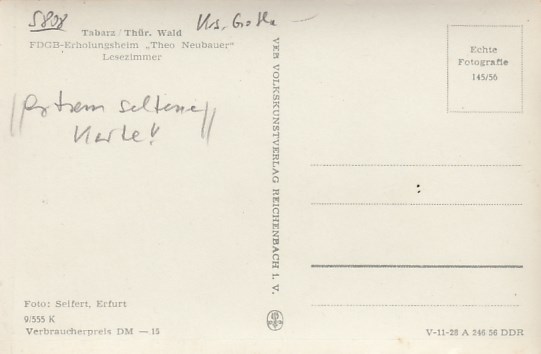 5808
Krs. Gotha
Tabarz / Thür. Wald
FDGB-Erholungsheim „Theo Neubauer“
Lesezimmer
Echte
Fotografie
145/56
//Extrem seltene//
Karte!!
VEB VOLKSKUNSTVERLAG REICHENBACH i. V.
Foto: Seifert, Erfurt
9/555 K
Verbraucherpreis DM — 15
V-11-28 A 246 56 DDR